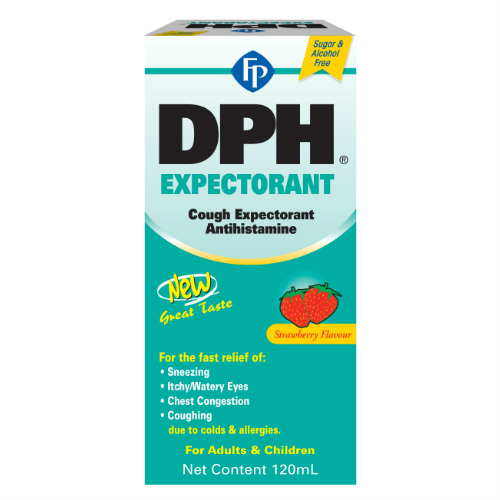 Sugar &
Alcohol
Free
FP
DPH®
EXPECTORANT
Cough Expectorant
Antihistamine
New
Great Taste
Strawberry Flavour
For the fast relief of:
• Sneezing
• Itchy/Watery Eyes
• Chest Congestion
• Coughing
due to colds & allergies.
For Adults & Children
Net Content 120mL